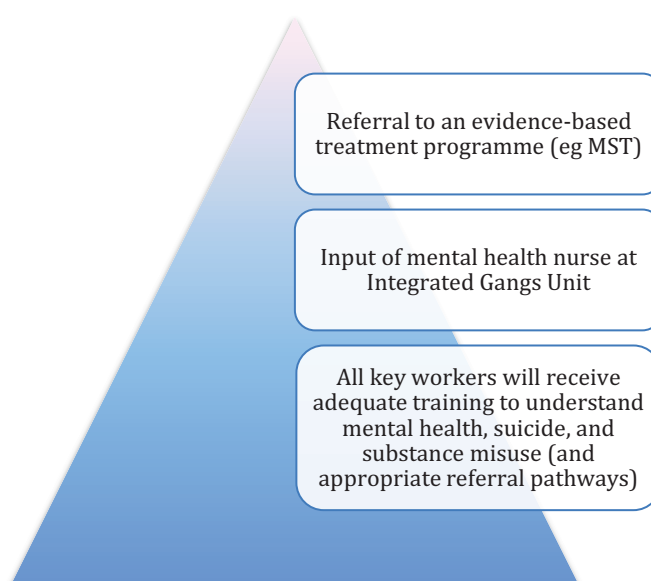 Referral to an evidence-based
treatment programme (eg MST)
Input of mental health nurse at
Integrated Gangs Unit
All key workers will receive
adequate training to understand
mental health, suicide, and
substance misuse (and
appropriate referral pathways)